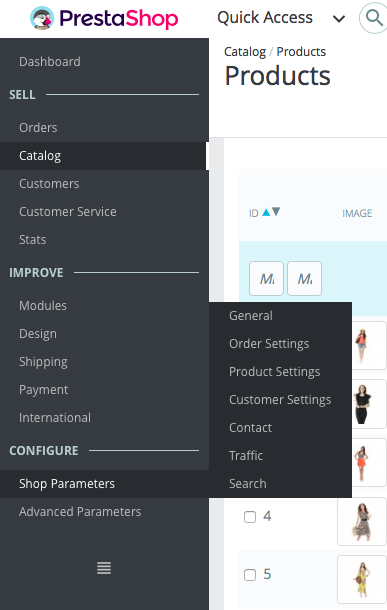 PrestaShop
Quick Access
Dashboard
SELL
Orders
Catalog
Customers
Customer Service
Stats
IMPROVE
Modules
Design
Shipping
Payment
International
CONFIGURE
Shop Parameters
Advanced Parameters
Catalog / Products
Products
ID
IMAGE
General
Order Settings
Product Settings
Customer Settings
Contact
Traffic
Search
4
5